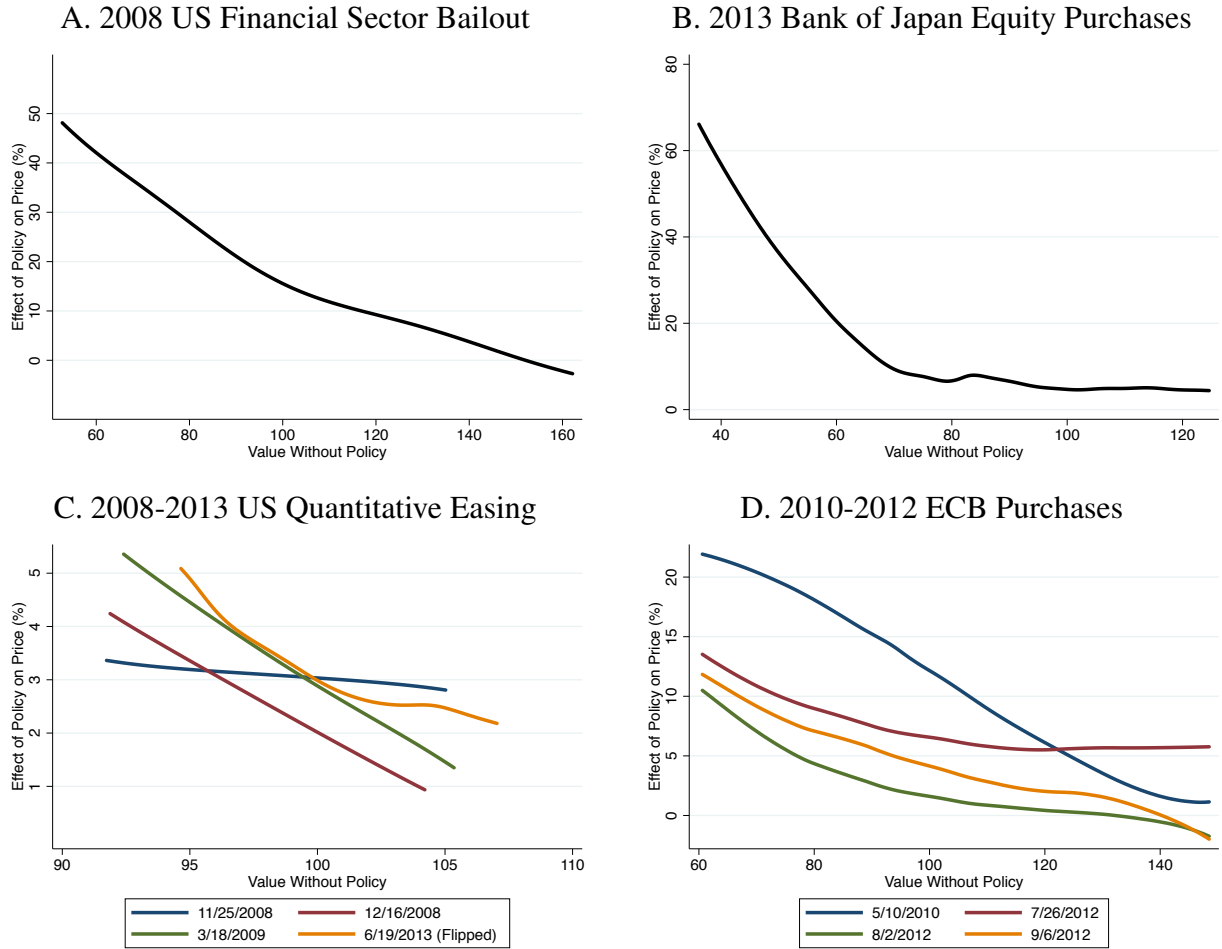 A. 2008 US Financial Sector Bailout
Effect of Policy on Price (%)
50
40
30
20
10
0
60 80 100 120 140 160
Value Without Policy
B. 2013 Bank of Japan Equity Purchases
Effect of Policy on Price (%)
80
60
40
20
0
40 60 80 100 120
Value Without Policy
C. 2008-2013 US Quantitative Easing
Effect of Policy on Price (%)
5
4
3
2
1
90 95 100 105 110
Value Without Policy
11/25/2008 12/16/2008
3/18/2009 6/19/2013 (Flipped)
D. 2010-2012 ECB Purchases
Effect of Policy on Price (%)
20
15
10
5
0
60 80 100 120 140
Value Without Policy
5/10/2010 7/26/2012
8/2/2012 9/6/2012